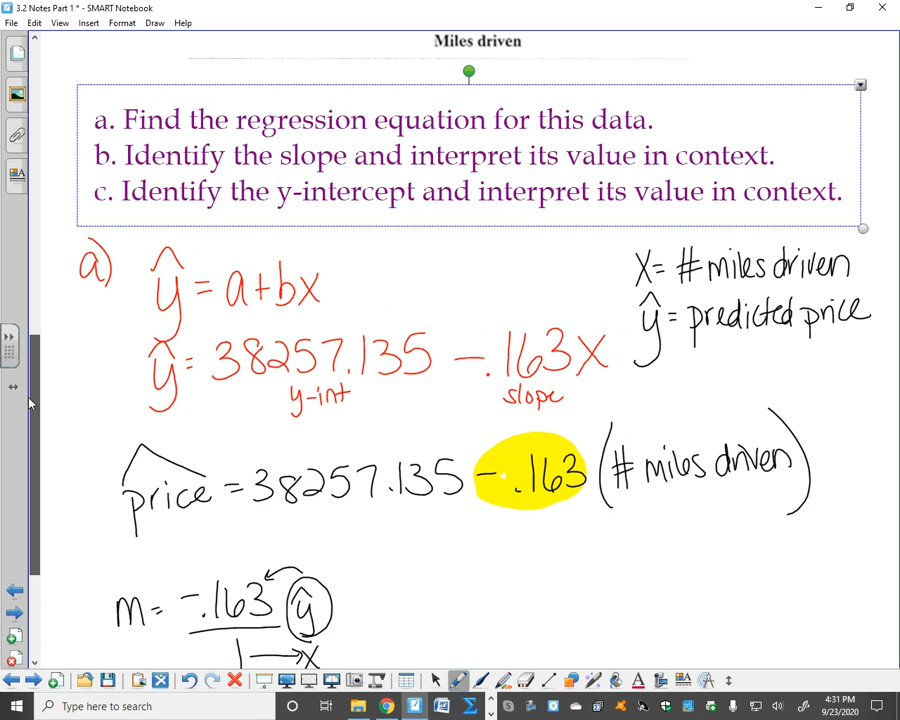 3.2 Notes Part 1 * - SMART Notebook
File Edit View Insert Format Draw Help
Miles driven
a. Find the regression equation for this data.
b. Identify the slope and interpret its value in context.
c. Identify the y-intercept and interpret its value in context.
a) ŷ = a+bx
x= # miles driven
ŷ = predicted price
ŷ= 38257.135 -.163x
y-int slope
price = 38257.135 -.163 (# miles driven)
m= -.163 ŷ
1 → x
Type here to search
4:31 PM
9/23/2020